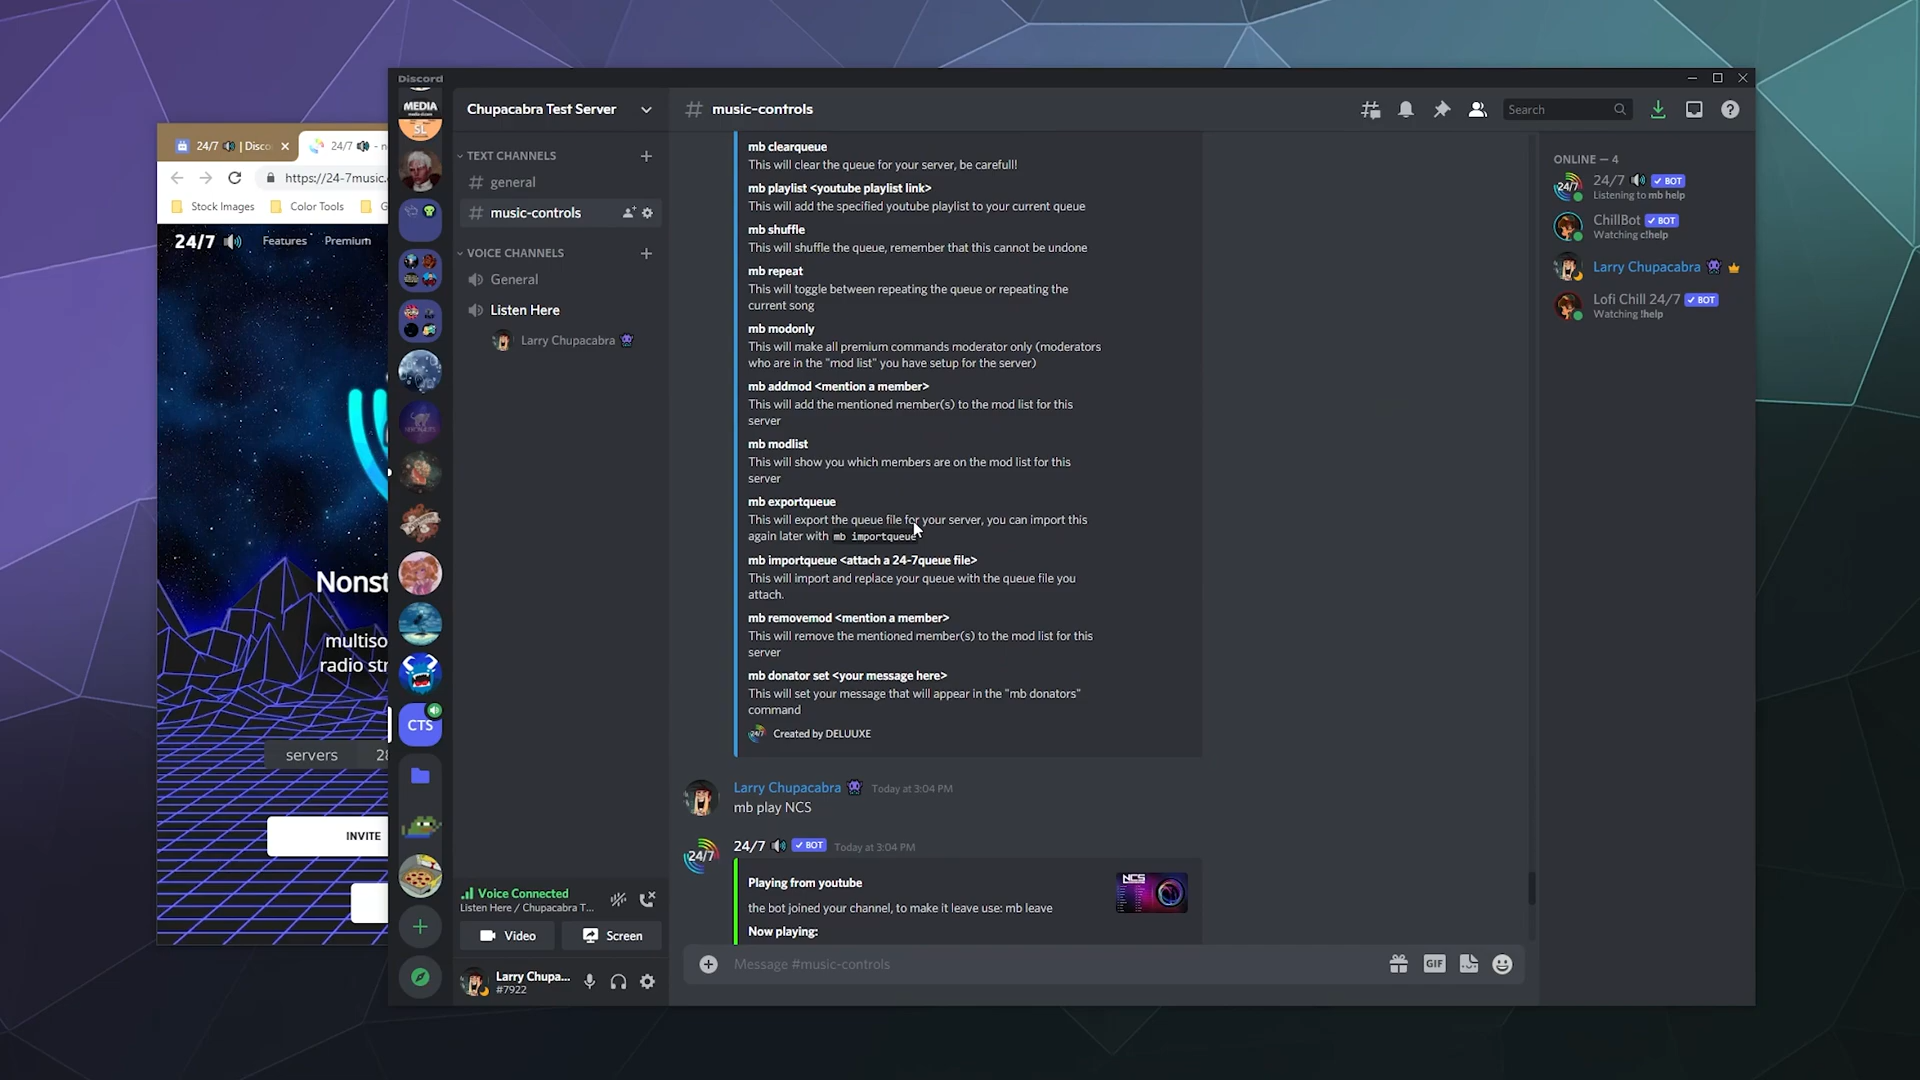 Discord
MEDIA
SL
CTS
24/7 | Disco
24/7 - n
https://24-7music.
Stock Images
Color Tools
G
24/7
Features
Premium
Nonst
multiso
radio str
servers
28
INVITE
Chupacabra Test Server
TEXT CHANNELS
general
music-controls
VOICE CHANNELS
General
Listen Here
Larry Chupacabra
Voice Connected
Listen Here / Chupacabra T...
Video
Screen
Larry Chupa...
#7922
# music-controls
Search
mb clearqueue
This will clear the queue for your server, be carefull!
mb playlist <youtube playlist link>
This will add the specified youtube playlist to your current queue
mb shuffle
This will shuffle the queue, remember that this cannot be undone
mb repeat
This will toggle between repeating the queue or repeating the
current song
mb modonly
This will make all premium commands moderator only (moderators
who are in the "mod list" you have setup for the server)
mb addmod <mention a member>
This will add the mentioned member(s) to the mod list for this
server
mb modlist
This will show you which members are on the mod list for this
server
mb exportqueue
This will export the queue file for your server, you can import this
again later with mb importqueue
mb importqueue <attach a 24-7queue file>
This will import and replace your queue with the queue file you
attach.
mb removemod <mention a member>
This will remove the mentioned member(s) to the mod list for this
server
mb donator set <your message here>
This will set your message that will appear in the "mb donators"
command
24/7 Created by DELUUXE
Larry Chupacabra Today at 3:04 PM
mb play NCS
24/7
24/7 BOT Today at 3:04 PM
Playing from youtube
NCS
the bot joined your channel, to make it leave use: mb leave
Now playing:
Message #music-controls
GIF
ONLINE — 4
24/7
24/7 BOT
Listening to mb help
ChillBot BOT
Watching c!help
Larry Chupacabra
Lofi Chill 24/7 BOT
Watching !help